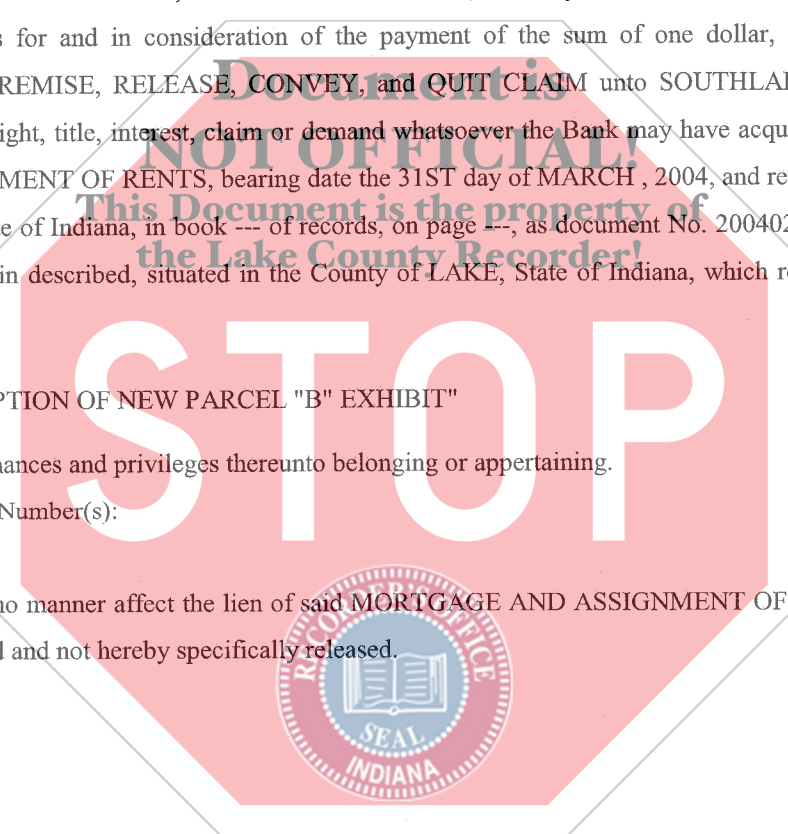 s for and in consideration of the payment of the sum of one dollar,
REMISE, RELEASE, CONVEY, and QUIT CLAIM unto SOUTHLA
Document is
ight, title, interest, claim or demand whatsoever the Bank may have acqu
NOT OFFICIAL!
MENT OF RENTS, bearing date the 31ST day of MARCH , 2004, and re
This Document is the property of
e of Indiana, in book --- of records, on page ---, as document No. 200402
the Lake County Recorder!
in described, situated in the County of LAKE, State of Indiana, which r
STOP
PTION OF NEW PARCEL "B" EXHIBIT"
nances and privileges thereunto belonging or appertaining.
Number(s):
no manner affect the lien of said MORTGAGE AND ASSIGNMENT OF
d and not hereby specifically released.
RECORDER'S OFFICE
SEAL
INDIANA